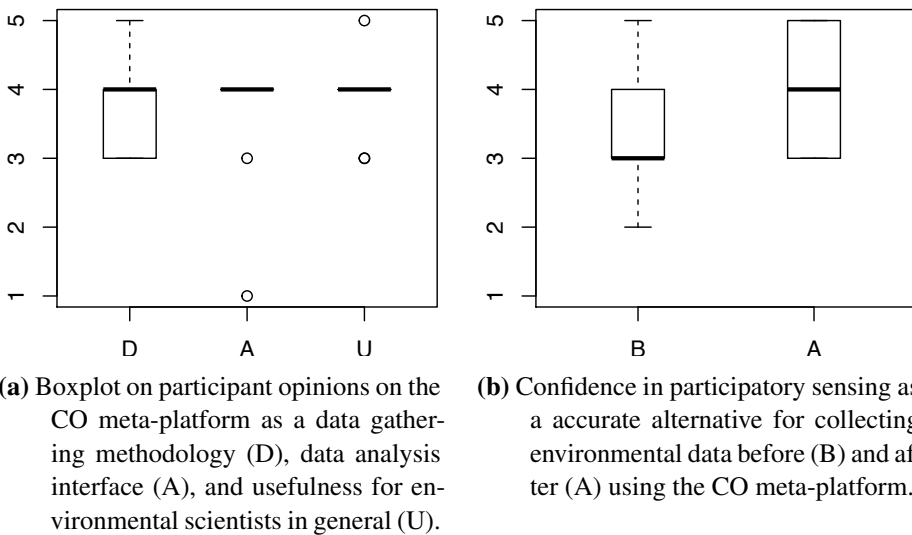 5
4
3
2
1
D A U
5
4
3
2
1
B A
(a) Boxplot on participant opinions on the
CO meta-platform as a data gather-
ing methodology (D), data analysis
interface (A), and usefulness for en-
vironmental scientists in general (U).
(b) Confidence in participatory sensing as
a accurate alternative for collecting
environmental data before (B) and af-
ter (A) using the CO meta-platform.